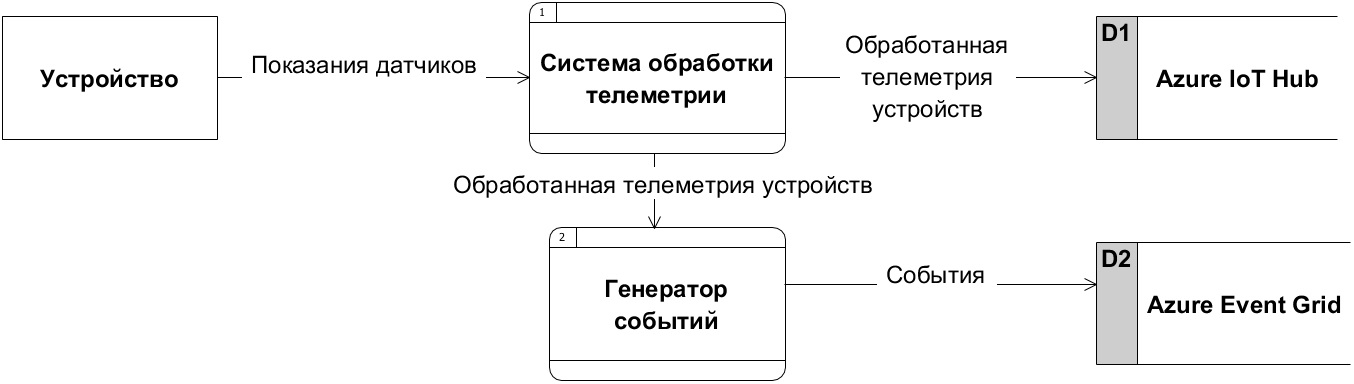 Устройство
Показания датчиков
1
Система обработки
телеметрии
Обработанная
телеметрия
устройств
D1
Azure IoT Hub
Обработанная телеметрия устройств
2
Генератор
событий
События
D2
Azure Event Grid